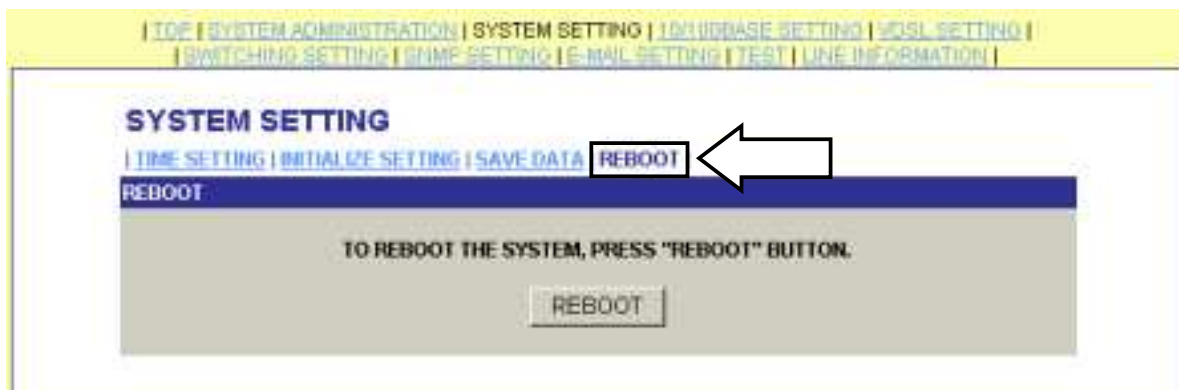 | TOP | SYSTEM ADMINISTRATION | SYSTEM SETTING | 10/100BASE SETTING | VDSL SETTING |
| SWITCHING SETTING | SNMP SETTING | E-MAIL SETTING | TEST | LINE INFORMATION |
SYSTEM SETTING
| TIME SETTING | INITIALIZE SETTING | SAVE DATA REBOOT
REBOOT
TO REBOOT THE SYSTEM, PRESS "REBOOT" BUTTON.
REBOOT